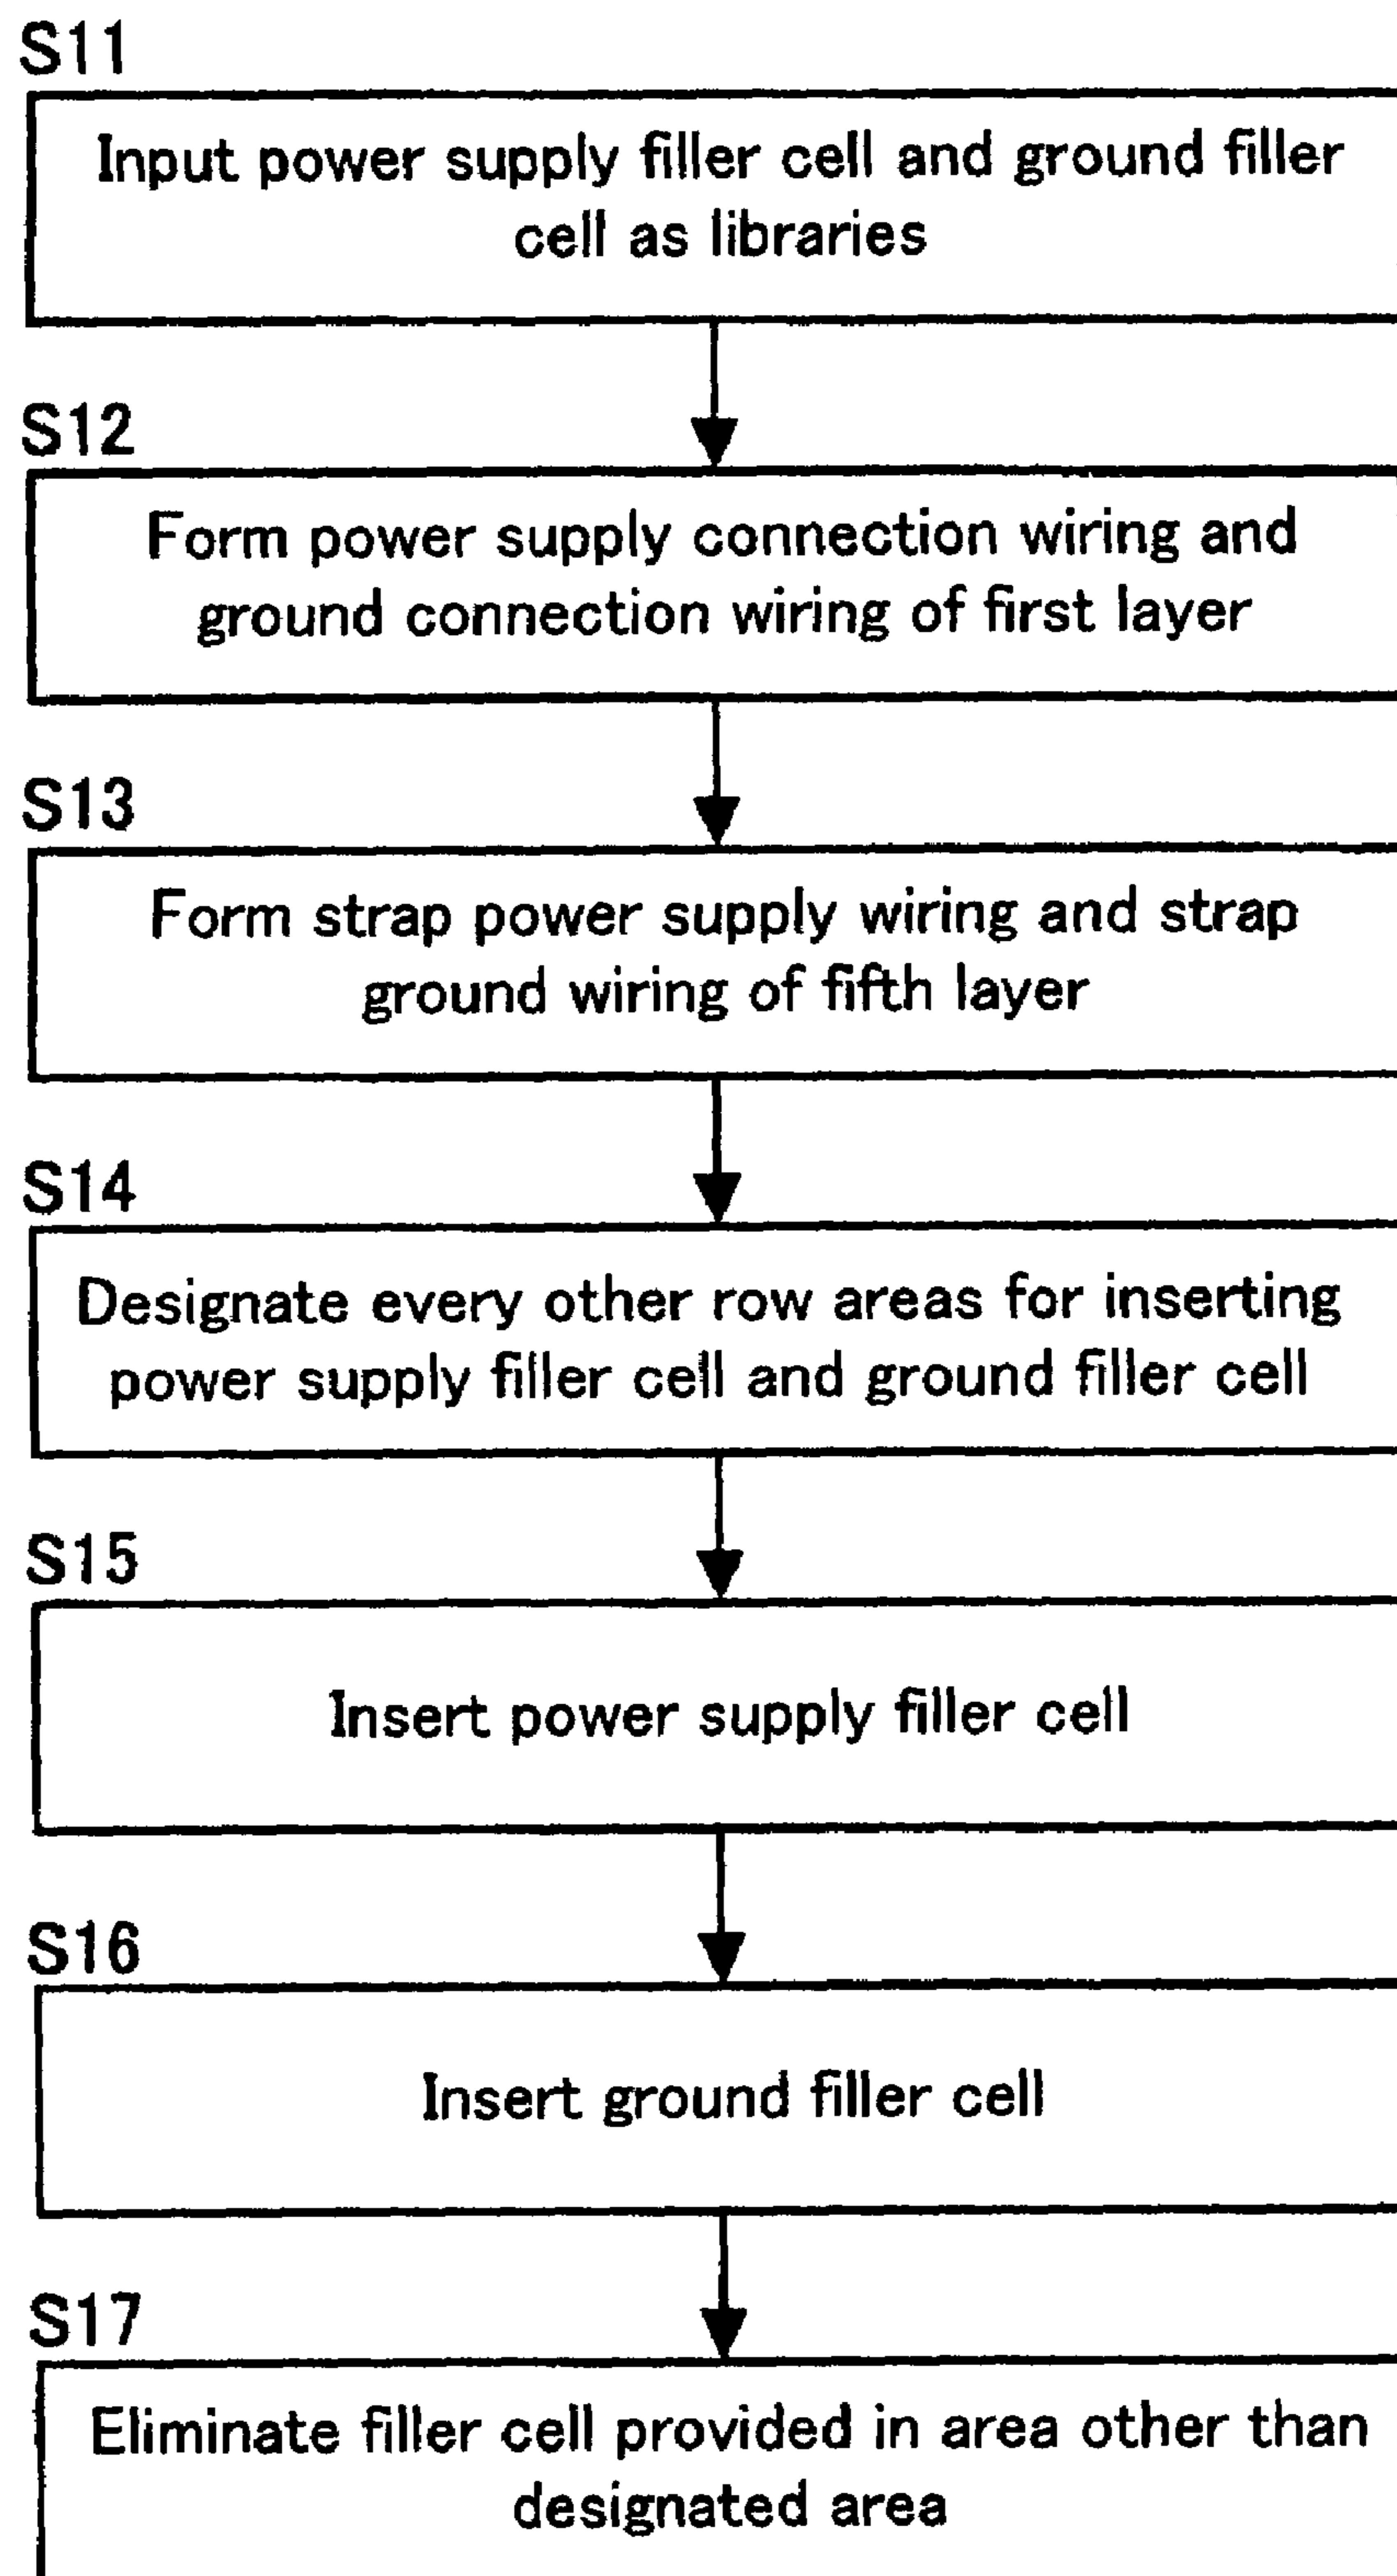 S11
Input power supply filler cell and ground filler
cell as libraries
S12
Form power supply connection wiring and
ground connection wiring of first layer
S13
Form strap power supply wiring and strap
ground wiring of fifth layer
S14
Designate every other row areas for inserting
power supply filler cell and ground filler cell
S15
Insert power supply filler cell
S16
Insert ground filler cell
S17
Eliminate filler cell provided in area other than
designated area